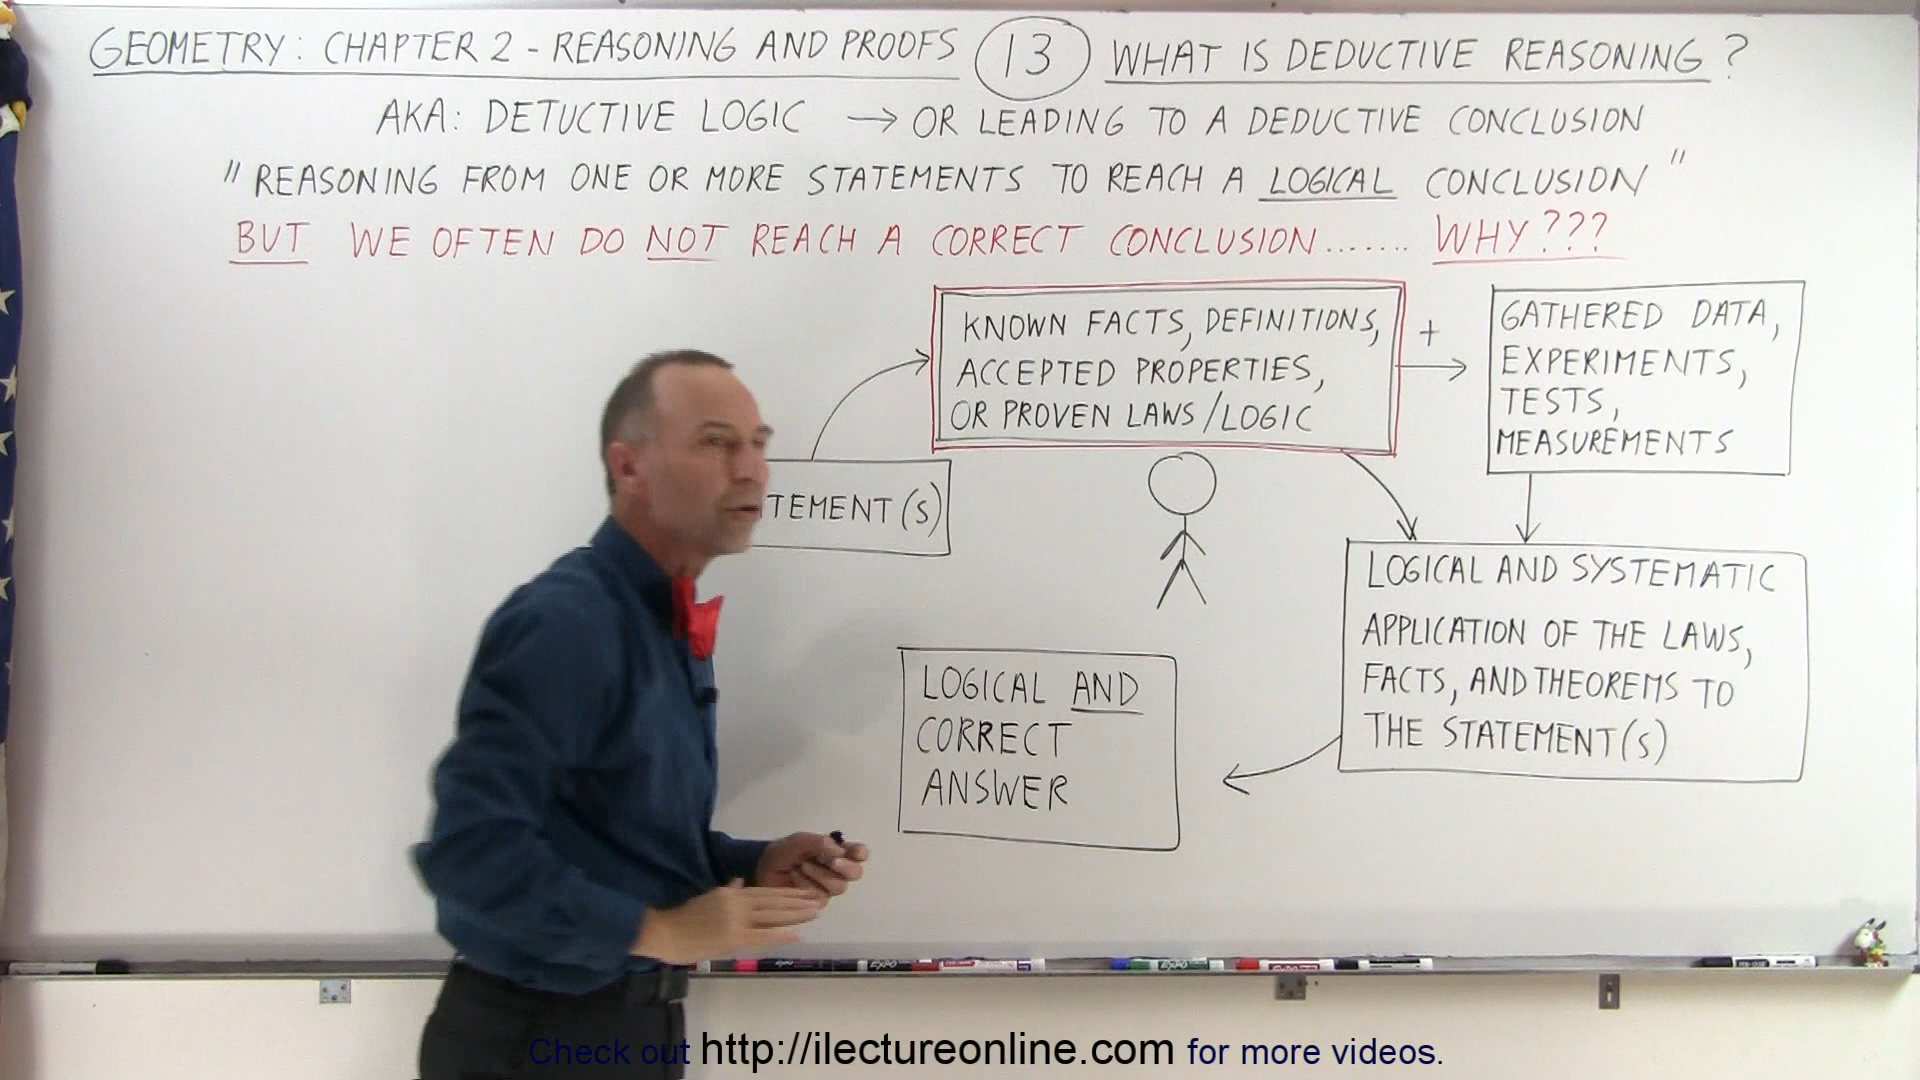 GEOMETRY: CHAPTER 2 - REASONING AND PROOFS 13 WHAT IS DEDUCTIVE REASONING?
AKA: DETUCTIVE LOGIC → OR LEADING TO A DEDUCTIVE CONCLUSION
"REASONING FROM ONE OR MORE STATEMENTS TO REACH A LOGICAL CONCLUSION"
BUT WE OFTEN DO NOT REACH A CORRECT CONCLUSION....... WHY???
KNOWN FACTS, DEFINITIONS,
ACCEPTED PROPERTIES,
OR PROVEN LAWS/LOGIC
+
GATHERED DATA,
EXPERIMENTS,
TESTS,
MEASUREMENTS
TEMENT(S)
LOGICAL AND SYSTEMATIC
APPLICATION OF THE LAWS,
FACTS, AND THEOREMS TO
THE STATEMENT(S)
LOGICAL AND
CORRECT
ANSWER
Check out http://ilectureonline.com for more videos.